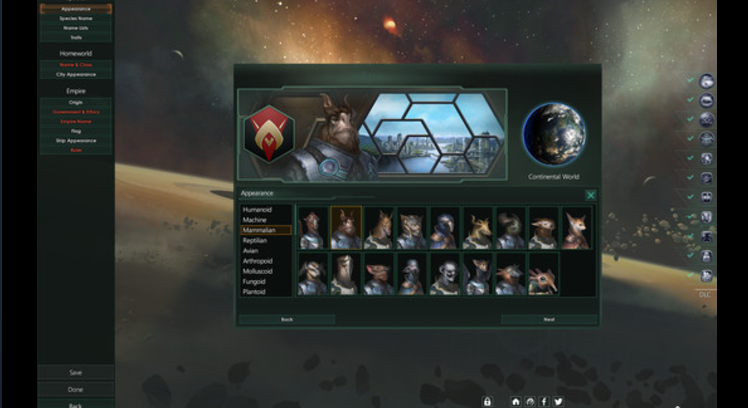 Appearance
Species Name
Name Lists
Traits
Homeworld
Name & Class
City Appearance
Empire
Origin
Government & Ethics
Empire Name
Flag
Ship Appearance
Ruler
Save
Done
Back
Continental World
Appearance
Humanoid
Machine
Mammalian
Reptilian
Avian
Arthropoid
Molluscoid
Fungoid
Plantoid
Back
Next
DLC